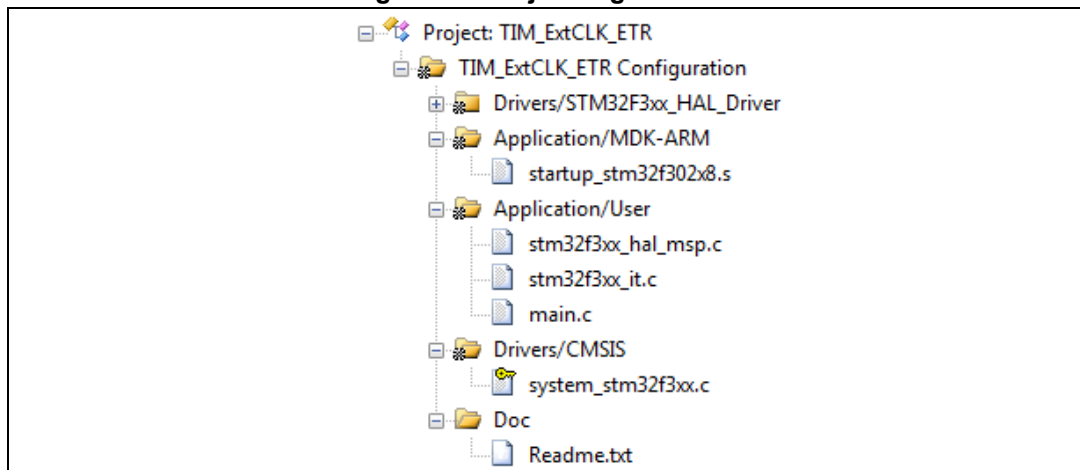 Project: TIM_ExtCLK_ETR
TIM_ExtCLK_ETR Configuration
Drivers/STM32F3xx_HAL_Driver
Application/MDK-ARM
startup_stm32f302x8.s
Application/User
stm32f3xx_hal_msp.c
stm32f3xx_it.c
main.c
Drivers/CMSIS
system_stm32f3xx.c
Doc
Readme.txt